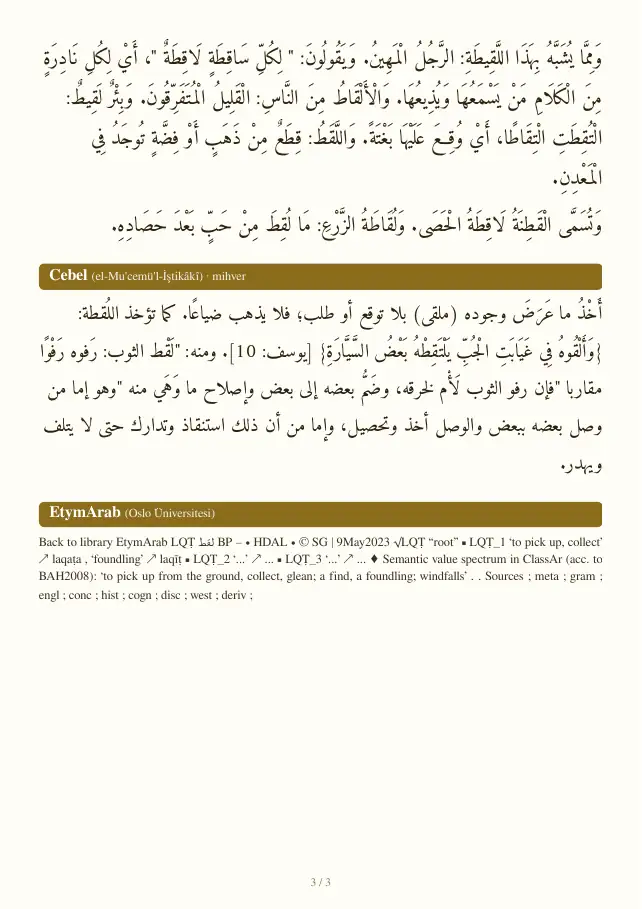 وَمِمَّا يُشَبَّهُ بِهَذَا اللَّقِيطَةِ: الرَّجُلُ الْمَهِينُ. وَيَقُولُونَ: " لِكُلِّ سَاقِطَةٍ لَاقِطَةٌ "، أَيْ لِكُلِّ نَادِرَةٍ
مِنَ الْكَلَامِ مَنْ يَسْمَعُهَا وَيُذِيعُهَا. وَالْأَلْقَاطُ مِنَ النَّاسِ: الْقَلِيلُ الْمُتَفَرِّقُونَ. وَبِئْرٌ لَقِيطٌ:
الْتُقِطَتِ الْتِقَاطًا، أَيْ وُقِعَ عَلَيْهَا بَغْتَةً. وَاللَّقَطُ: قِطَعٌ مِنْ ذَهَبٍ أَوْ فِضَّةٍ تُوجَدُ فِي
الْمَعْدِنِ.
وَتُسَمَّى الْقَطِنَةُ لَاقِطَةُ الْحَصَى. وَلُقَاطَةُ الزَّرْعِ: مَا لُقِطَ مِنْ حَبٍّ بَعْدَ حَصَادِهِ.
Cebel (el-Mu'cemü'l-İştikâkî) · mihver
أَخْذُ ما عَرَضَ وجوده (ملقى) بلا توقع أو طلب؛ فلا يذهب ضياعًا. كما تؤخذ اللُقطة:
{وَأَلْقُوهُ فِي غَيَابَتِ الْجُبِّ يَلْتَقِطْهُ بَعْضُ السَّيَّارَةِ} [يوسف: 10]. ومنه: "لَقْط الثوب: رَفوه رَفْوًا
مقاربا "فإن رفو الثوب لَأْم لخرقه، وضَمُّ بعضه إلى بعض وإصلاح ما وَهَي منه "وهو إما من
وصل بعضه ببعض والوصل أخذ وتحصيل، وإما من أن ذلك استنقاذ وتدارك حتى لا يتلف
ويهدر.
EtymArab (Oslo Üniversitesi)
Back to library EtymArab LQṬ لقط BP – • HDAL • © SG | 9May2023 √LQṬ “root” ▪ LQṬ_1 ‘to pick up, collect’
↗ laqaṭa , ‘foundling’ ↗ laqīṭ ▪ LQṬ_2 ‘...’ ↗ ... ▪ LQṬ_3 ‘...’ ↗ ... ♦ Semantic value spectrum in ClassAr (acc. to
BAH2008): ‘to pick up from the ground, collect, glean; a find, a foundling; windfalls’ . . Sources ; meta ; gram ;
engl ; conc ; hist ; cogn ; disc ; west ; deriv ;
3 / 3